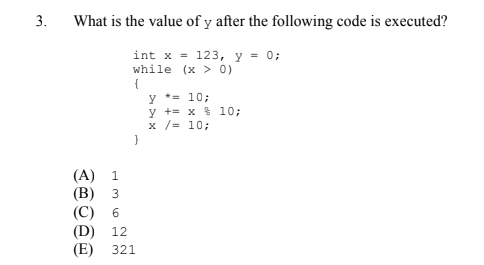 3. What is the value of y after the following code is executed?
int x = 123, y = 0;
while (x > 0)
{
y *= 10;
y += x % 10;
x /= 10;
}
(A) 1
(B) 3
(C) 6
(D) 12
(E) 321